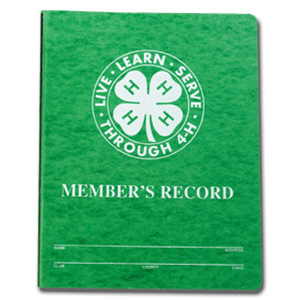 LIVE · LEARN · SERVE
THROUGH 4-H
H H
H H
MEMBER'S RECORD
NAME ADDRESS
CLUB COUNTY STATE